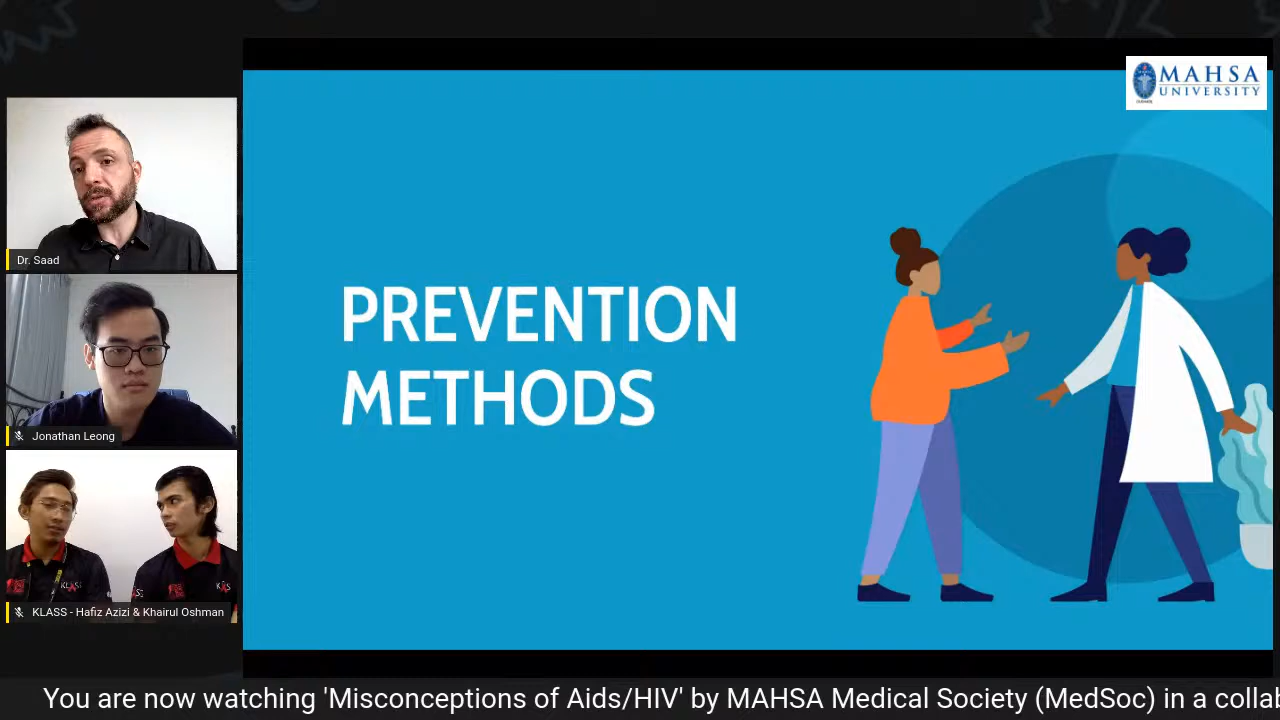 MAHSA
UNIVERSITY
Dr. Saad
PREVENTION
METHODS
Jonathan Leong
KLASS - Hafiz Azizi & Khairul Oshman
You are now watching 'Misconceptions of Aids/HIV' by MAHSA Medical Society (MedSoc) in a collab